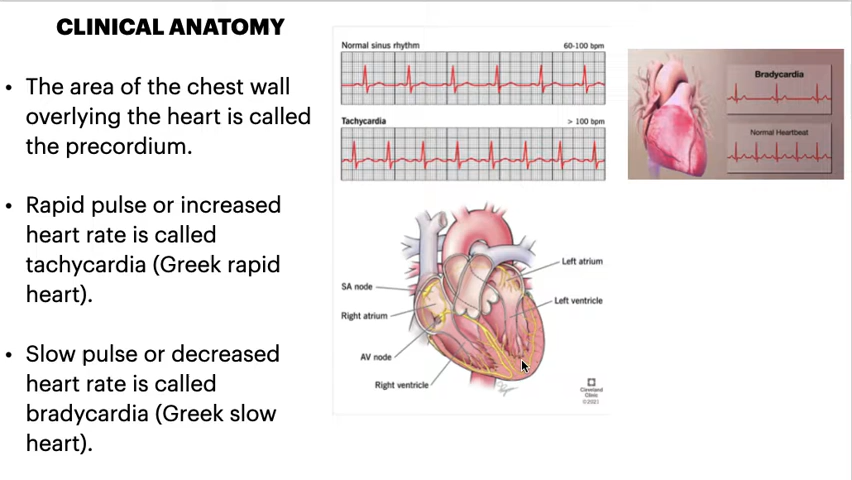 CLINICAL ANATOMY
• The area of the chest wall
overlying the heart is called
the precordium.
• Rapid pulse or increased
heart rate is called
tachycardia (Greek rapid
heart).
• Slow pulse or decreased
heart rate is called
bradycardia (Greek slow
heart).
Normal sinus rhythm 60-100 bpm
Tachycardia > 100 bpm
Left atrium
SA node
Left ventricle
Right atrium
AV node
Right ventricle
Cleveland
Clinic
©2021
Bradycardia
Normal Heartbeat